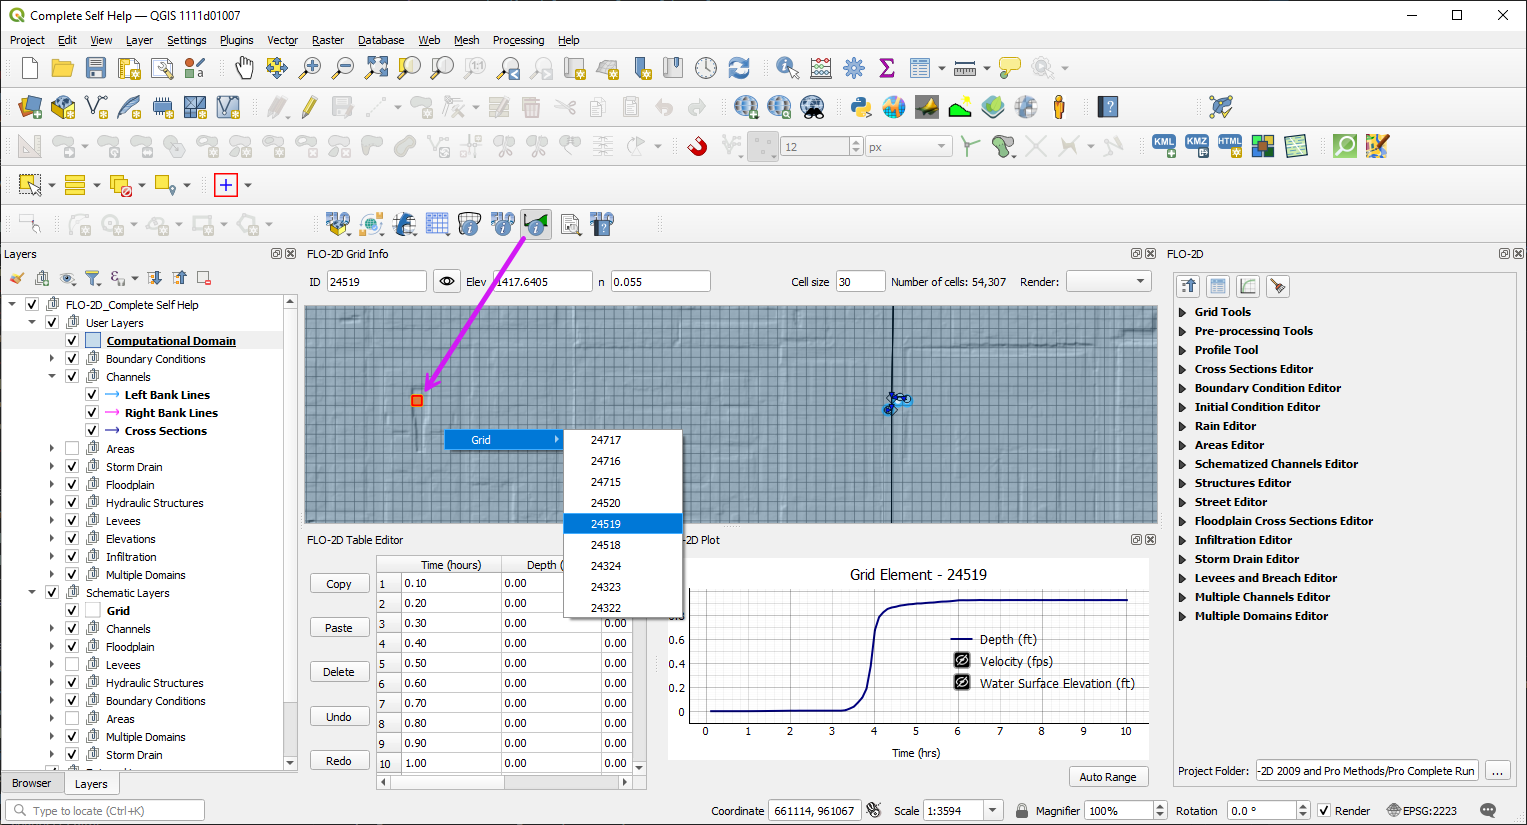 Complete Self Help — QGIS 1111d01007
Project Edit View Layer Settings Plugins Vector Raster Database Web Mesh Processing Help
12 px
KML KMZ HTML
Layers
FLO-2D_Complete Self Help
User Layers
Computational Domain
Boundary Conditions
Channels
Left Bank Lines
Right Bank Lines
Cross Sections
Areas
Storm Drain
Floodplain
Hydraulic Structures
Levees
Elevations
Infiltration
Multiple Domains
Schematic Layers
Grid
Channels
Floodplain
Levees
Hydraulic Structures
Boundary Conditions
Areas
Multiple Domains
Storm Drain
Browser Layers
FLO-2D Grid Info
ID 24519 Elev 1417.6405 n 0.055 Cell size 30 Number of cells: 54,307 Render:
Grid
24717
24716
24715
24520
24519
24518
24324
24323
24322
FLO-2D Table Editor
Copy
Paste
Delete
Undo
Redo
Time (hours) Depth (
1 0.10 0.00
2 0.20 0.00
3 0.30 0.00 0.00
4 0.40 0.00 0.00
5 0.50 0.00 0.00
6 0.60 0.00 0.00
7 0.70 0.00 0.00
8 0.80 0.00 0.00
9 0.90 0.00 0.00
10 1.00 0.00 0.00
-2D Plot
Grid Element - 24519
0.6
0.4
0.2
0
0 1 2 3 4 5 6 7 8 9 10
Time (hrs)
Depth (ft)
Velocity (fps)
Water Surface Elevation (ft)
Auto Range
FLO-2D
Grid Tools
Pre-processing Tools
Profile Tool
Cross Sections Editor
Boundary Condition Editor
Initial Condition Editor
Rain Editor
Areas Editor
Schematized Channels Editor
Structures Editor
Street Editor
Floodplain Cross Sections Editor
Infiltration Editor
Storm Drain Editor
Levees and Breach Editor
Multiple Channels Editor
Multiple Domains Editor
Project Folder: -2D 2009 and Pro Methods/Pro Complete Run ...
Type to locate (Ctrl+K) Coordinate 661114, 961067 Scale 1:3594 Magnifier 100% Rotation 0.0 ° Render EPSG:2223